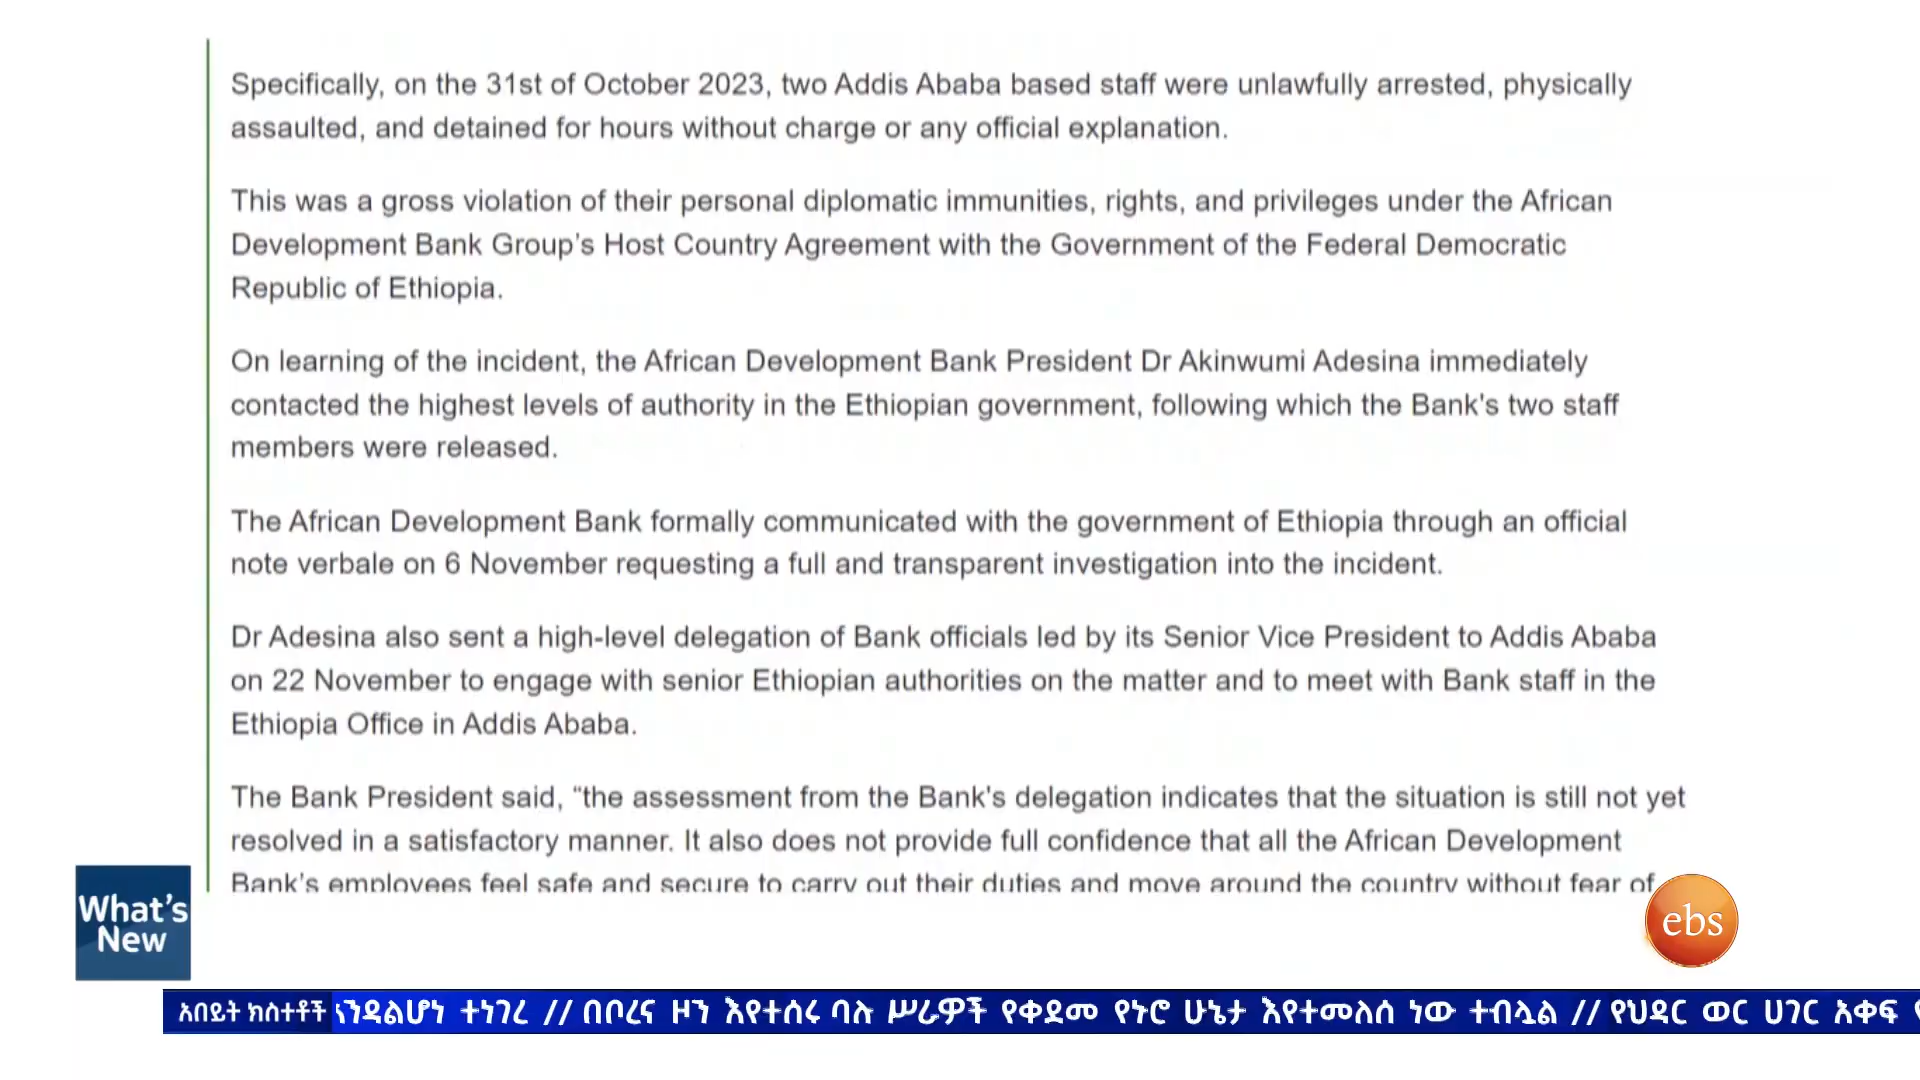 Specifically, on the 31st of October 2023, two Addis Ababa based staff were unlawfully arrested, physically
assaulted, and detained for hours without charge or any official explanation.
This was a gross violation of their personal diplomatic immunities, rights, and privileges under the African
Development Bank Group’s Host Country Agreement with the Government of the Federal Democratic
Republic of Ethiopia.
On learning of the incident, the African Development Bank President Dr Akinwumi Adesina immediately
contacted the highest levels of authority in the Ethiopian government, following which the Bank's two staff
members were released.
The African Development Bank formally communicated with the government of Ethiopia through an official
note verbale on 6 November requesting a full and transparent investigation into the incident.
Dr Adesina also sent a high-level delegation of Bank officials led by its Senior Vice President to Addis Ababa
on 22 November to engage with senior Ethiopian authorities on the matter and to meet with Bank staff in the
Ethiopia Office in Addis Ababa.
The Bank President said, “the assessment from the Bank's delegation indicates that the situation is still not yet
resolved in a satisfactory manner. It also does not provide full confidence that all the African Development
Bank's employees feel safe and secure to carry out their duties and move around the country without fear of
What’s
New
ebs
አበይት ክስተቶች እንዳልሆነ ተነገረ // በቦረና ዞን እየተሰሩ ባሉ ሥራዎች የቀደመ የኑሮ ሁኔታ እየተመለሰ ነው ተብሏል // የህዳር ወር ሀገር አቀፍ